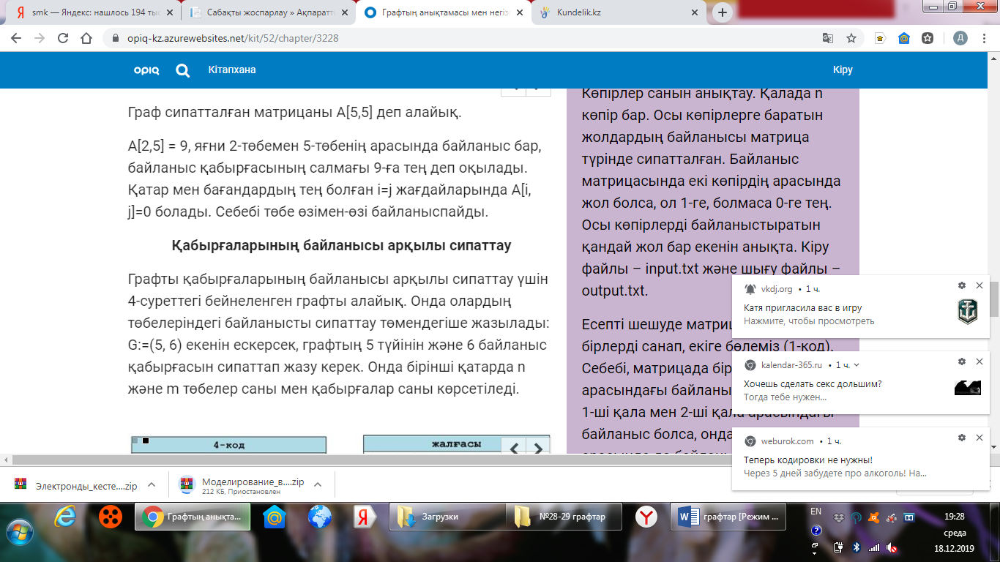 smk — Яндекс: нашлось 194 тыс
Сабақты жоспарлау » Ақпаратт
Графтың анықтамасы мен негізг
Kundelik.kz
opiq-kz.azurewebsites.net/kit/52/chapter/3228
Д
opiq
Кітапхана
Кіру
Граф сипатталған матрицаны A[5,5] деп алайық.
A[2,5] = 9, яғни 2-төбемен 5-төбенің арасында байланыс бар,
байланыс қабырғасының салмағы 9-ға тең деп оқылады.
Қатар мен бағандардың тең болған i=j жағдайларында A[i,
j]=0 болады. Себебі төбе өзімен-өзі байланыспайды.
Қабырғаларының байланысы арқылы сипаттау
Графты қабырғаларының байланысы арқылы сипаттау үшін
4-суреттегі бейнеленген графты алайық. Онда олардың
төбелеріндегі байланысты сипаттау төмендегіше жазылады:
G:=(5, 6) екенін ескерсек, графтың 5 түйінін және 6 байланыс
қабырғасын сипаттап жазу керек. Онда бірінші қатарда n
және m төбелер саны мен қабырғалар саны көрсетіледі.
4-код
жалғасы
Көпірлер санын анықтау. Қалада n
көпір бар. Осы көпірлерге баратын
жолдардың байланысы матрица
түрінде сипатталған. Байланыс
матрицасында екі көпірдің арасында
жол болса, ол 1-ге, болмаса 0-ге тең.
Осы көпірлерді байланыстыратын
қандай жол бар екенін анықта. Кіру
файлы – input.txt және шығу файлы –
output.txt.
Есепті шешуде матриц
бірлерді санап, екіге бөлеміз (1-код).
Себебі, матрицада бір
арасындағы байланы
1-ші қала мен 2-ші қала арасындағы
байланыс болса, онда
vkdj.org • 1 ч.
Катя пригласила вас в игру
Нажмите, чтобы просмотреть
kalendar-365.ru • 1 ч.
Хочешь сделать секс дольшим?
Тогда тебе нужен...
weburok.com • 1 ч.
Теперь кодировки не нужны!
Через 5 дней забудете про алкоголь! На...
Электронды_кесте....zip
Моделирование_в....zip
212 КБ, Приостановлен
Графтың анықта...
Загрузки
№28-29 графтар
графтар [Режим ...
EN
19:28
среда
18.12.2019